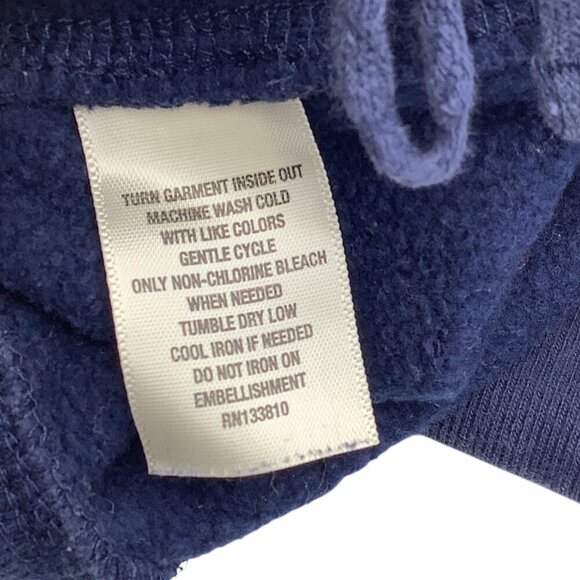 TURN GARMENT INSIDE OUT
MACHINE WASH COLD
WITH LIKE COLORS
GENTLE CYCLE
ONLY NON-CHLORINE BLEACH
WHEN NEEDED
TUMBLE DRY LOW
COOL IRON IF NEEDED
DO NOT IRON ON
EMBELLISHMENT
RN133810